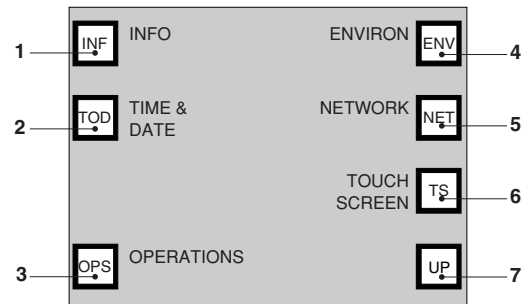 1 INF INFO ENVIRON ENV 4
2 TOD TIME & NETWORK NET 5
DATE
TOUCH TS 6
SCREEN
3 OPS OPERATIONS UP 7